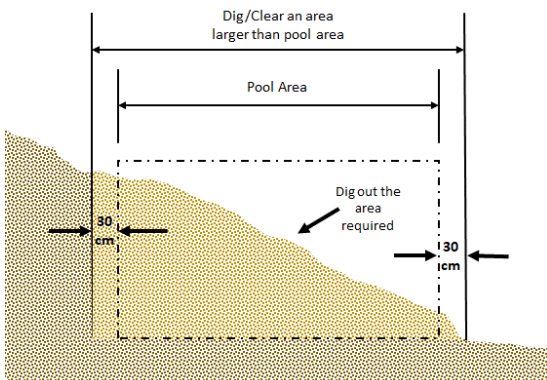 Dig/Clear an area
larger than pool area
Pool Area
Dig out the
area
required
30
cm
30
cm